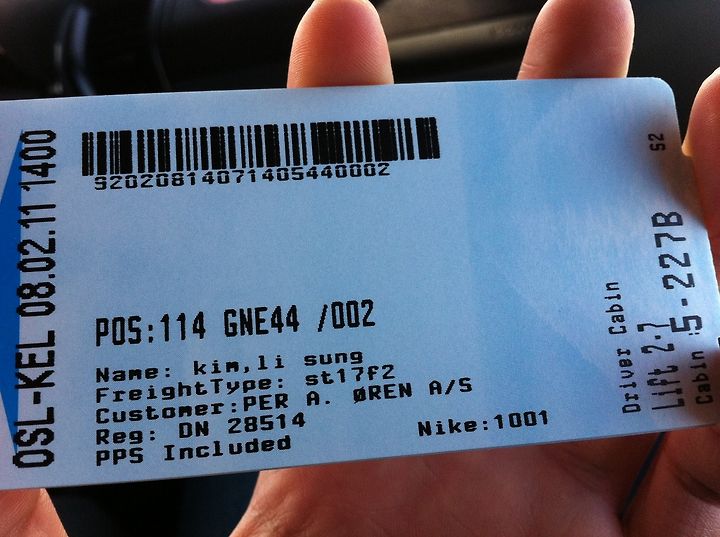 OSL-KEL 08.02.11 1400
92020814071405440002
POS:114 GNE44 /002
Name: kim,li sung
FreightType: st17f2
Customer:PER A. ØREN A/S
Reg: DN 28514
PPS Included
Nike:1001
Driver Cabin
Lift 2-7
Cabin :5-227B
S2